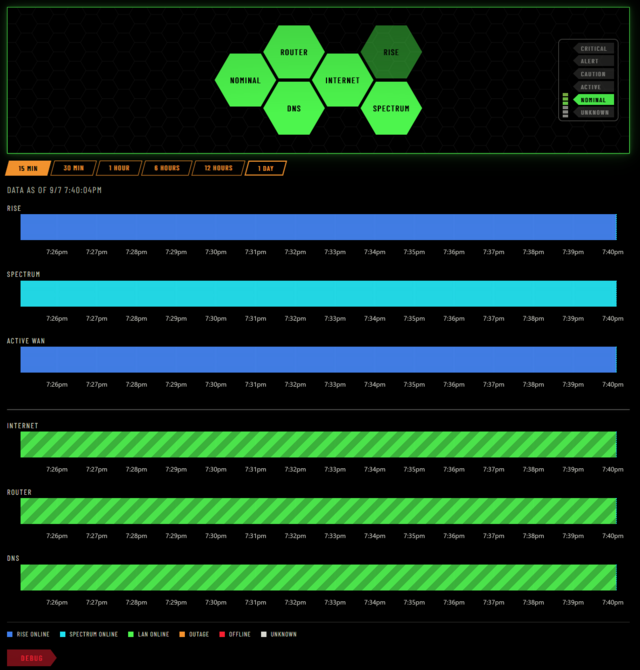 ROUTER
RISE
NOMINAL
INTERNET
DNS
SPECTRUM
CRITICAL
ALERT
CAUTION
ACTIVE
NOMINAL
UNKNOWN
15 MIN 30 MIN 1 HOUR 6 HOURS 12 HOURS 1 DAY
DATA AS OF 9/7 7:40:04PM
RISE
7:26pm 7:27pm 7:28pm 7:29pm 7:30pm 7:31pm 7:32pm 7:33pm 7:34pm 7:35pm 7:36pm 7:37pm 7:38pm 7:39pm 7:40pm
SPECTRUM
7:26pm 7:27pm 7:28pm 7:29pm 7:30pm 7:31pm 7:32pm 7:33pm 7:34pm 7:35pm 7:36pm 7:37pm 7:38pm 7:39pm 7:40pm
ACTIVE WAN
7:26pm 7:27pm 7:28pm 7:29pm 7:30pm 7:31pm 7:32pm 7:33pm 7:34pm 7:35pm 7:36pm 7:37pm 7:38pm 7:39pm 7:40pm
INTERNET
7:26pm 7:27pm 7:28pm 7:29pm 7:30pm 7:31pm 7:32pm 7:33pm 7:34pm 7:35pm 7:36pm 7:37pm 7:38pm 7:39pm 7:40pm
ROUTER
7:26pm 7:27pm 7:28pm 7:29pm 7:30pm 7:31pm 7:32pm 7:33pm 7:34pm 7:35pm 7:36pm 7:37pm 7:38pm 7:39pm 7:40pm
DNS
7:26pm 7:27pm 7:28pm 7:29pm 7:30pm 7:31pm 7:32pm 7:33pm 7:34pm 7:35pm 7:36pm 7:37pm 7:38pm 7:39pm 7:40pm
RISE ONLINE SPECTRUM ONLINE LAN ONLINE OUTAGE OFFLINE UNKNOWN
DEBUG